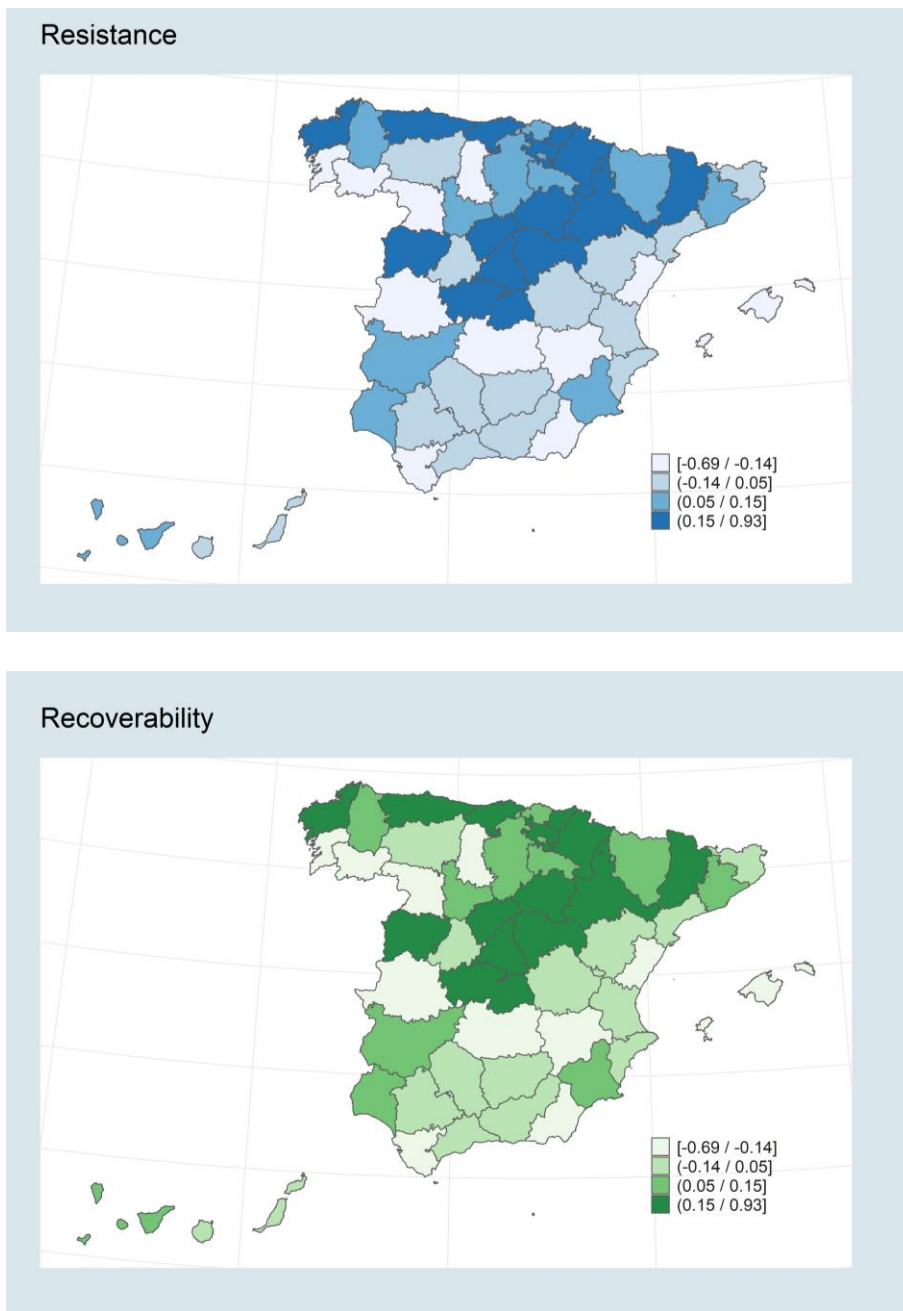 Resistance
[-0.69 / -0.14]
(-0.14 / 0.05]
(0.05 / 0.15]
(0.15 / 0.93]
Recoverability
[-0.69 / -0.14]
(-0.14 / 0.05]
(0.05 / 0.15]
(0.15 / 0.93]